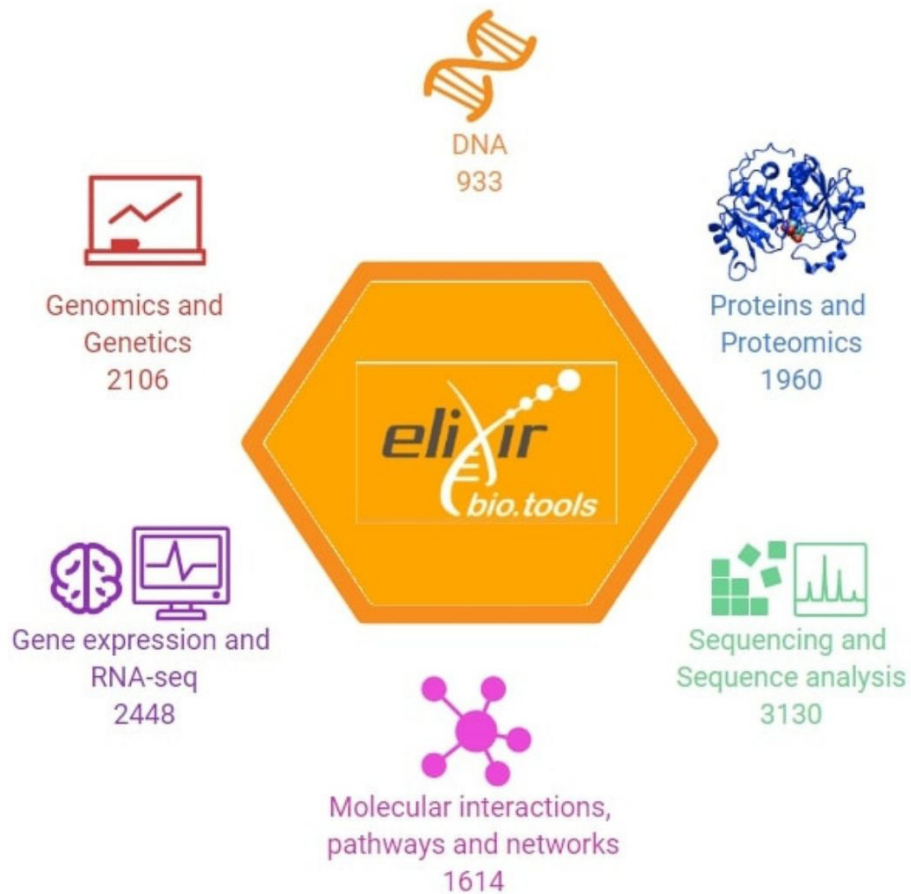 DNA
933
Genomics and
Genetics
2106
Proteins and
Proteomics
1960
elixir
bio.tools
Gene expression and
RNA-seq
2448
Sequencing and
Sequence analysis
3130
Molecular interactions,
pathways and networks
1614